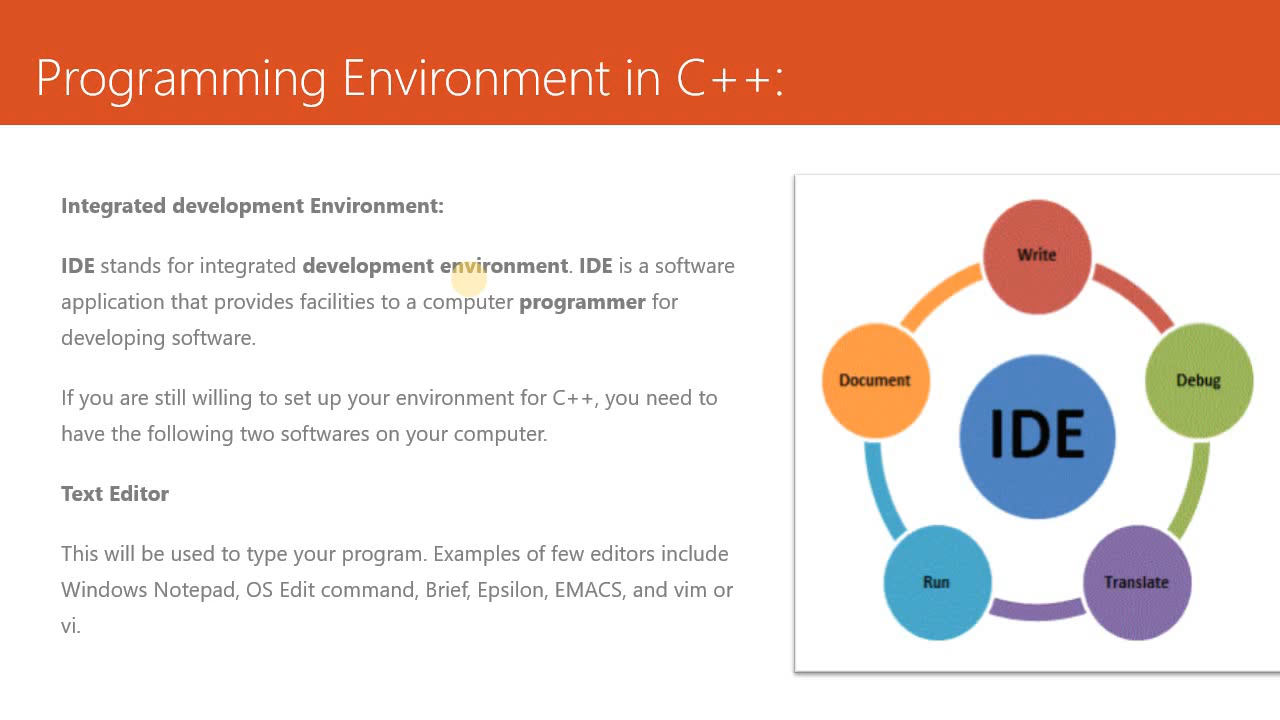 Programming Environment in C++:
Integrated development Environment:
IDE stands for integrated development environment. IDE is a software
application that provides facilities to a computer programmer for
developing software.
If you are still willing to set up your environment for C++, you need to
have the following two softwares on your computer.
Text Editor
This will be used to type your program. Examples of few editors include
Windows Notepad, OS Edit command, Brief, Epsilon, EMACS, and vim or
vi.
Write
Document
Debug
IDE
Run
Translate